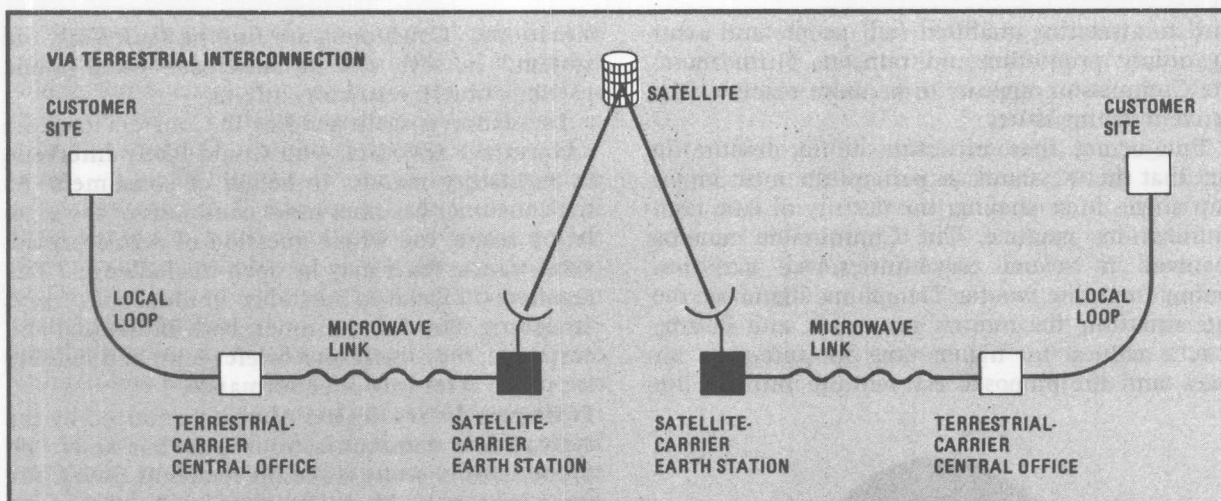 VIA TERRESTRIAL INTERCONNECTION
CUSTOMER
SITE
SATELLITE
CUSTOMER
SITE
LOCAL
LOOP
MICROWAVE
LINK
MICROWAVE
LINK
LOCAL
LOOP
TERRESTRIAL-
CARRIER
CENTRAL OFFICE
SATELLITE-
CARRIER
EARTH STATION
SATELLITE-
CARRIER
EARTH STATION
TERRESTRIAL-
CARRIER
CENTRAL OFFICE